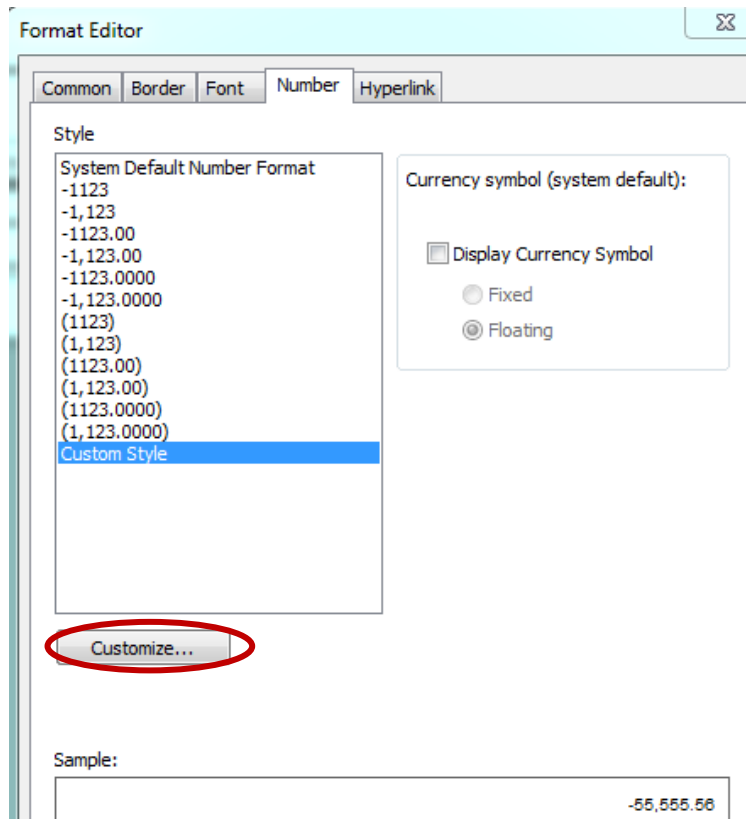 Format Editor
Common Border Font Number Hyperlink
Style
System Default Number Format
-1123
-1,123
-1123.00
-1,123.00
-1123.0000
-1,123.0000
(1123)
(1,123)
(1123.00)
(1,123.00)
(1123.0000)
(1,123.0000)
Custom Style
Currency symbol (system default):
Display Currency Symbol
Fixed
Floating
Customize...
Sample:
-55,555.56